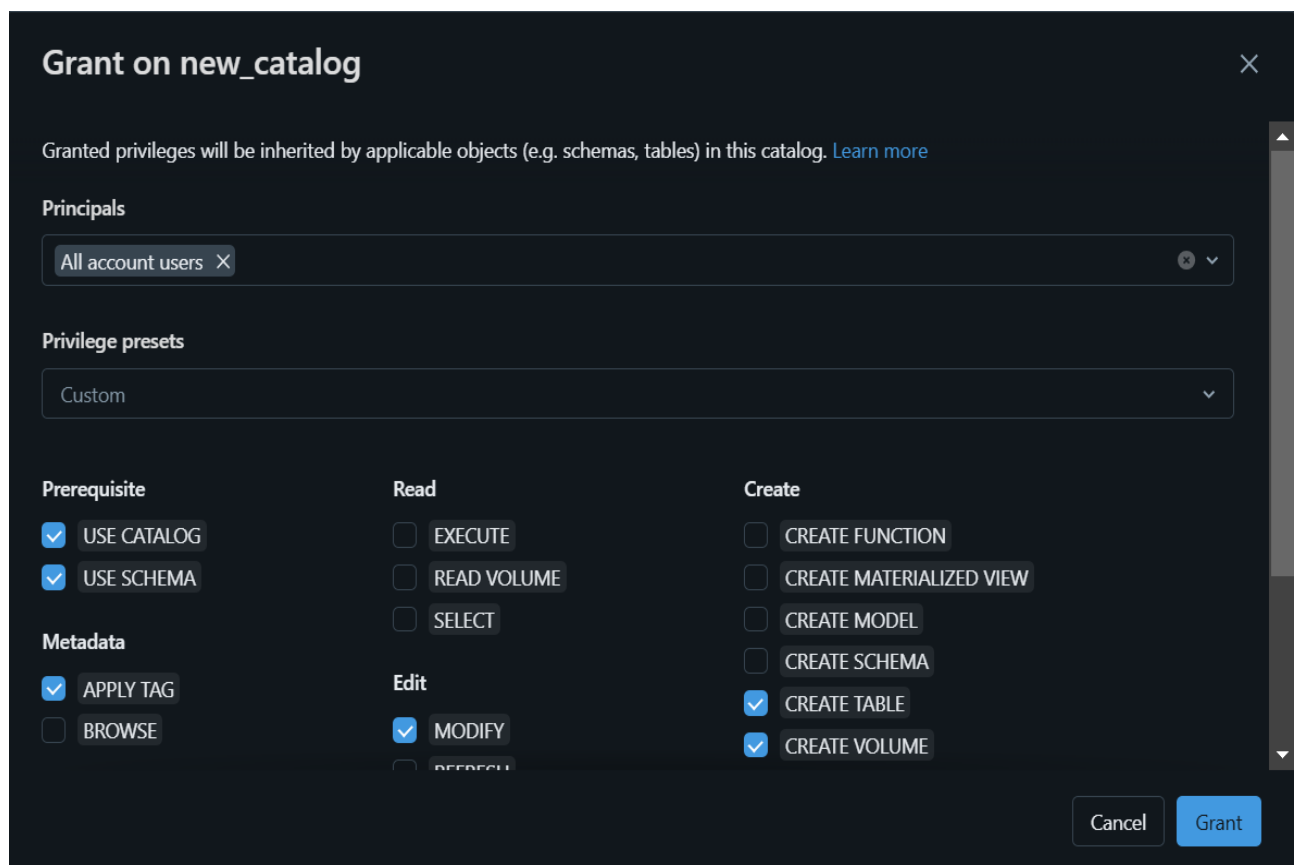 Grant on new_catalog
Granted privileges will be inherited by applicable objects (e.g. schemas, tables) in this catalog. Learn more
Principals
All account users
Privilege presets
Custom
Prerequisite
USE CATALOG
USE SCHEMA
Metadata
APPLY TAG
BROWSE
Read
EXECUTE
READ VOLUME
SELECT
Edit
MODIFY
REFRESH
Create
CREATE FUNCTION
CREATE MATERIALIZED VIEW
CREATE MODEL
CREATE SCHEMA
CREATE TABLE
CREATE VOLUME
Cancel
Grant